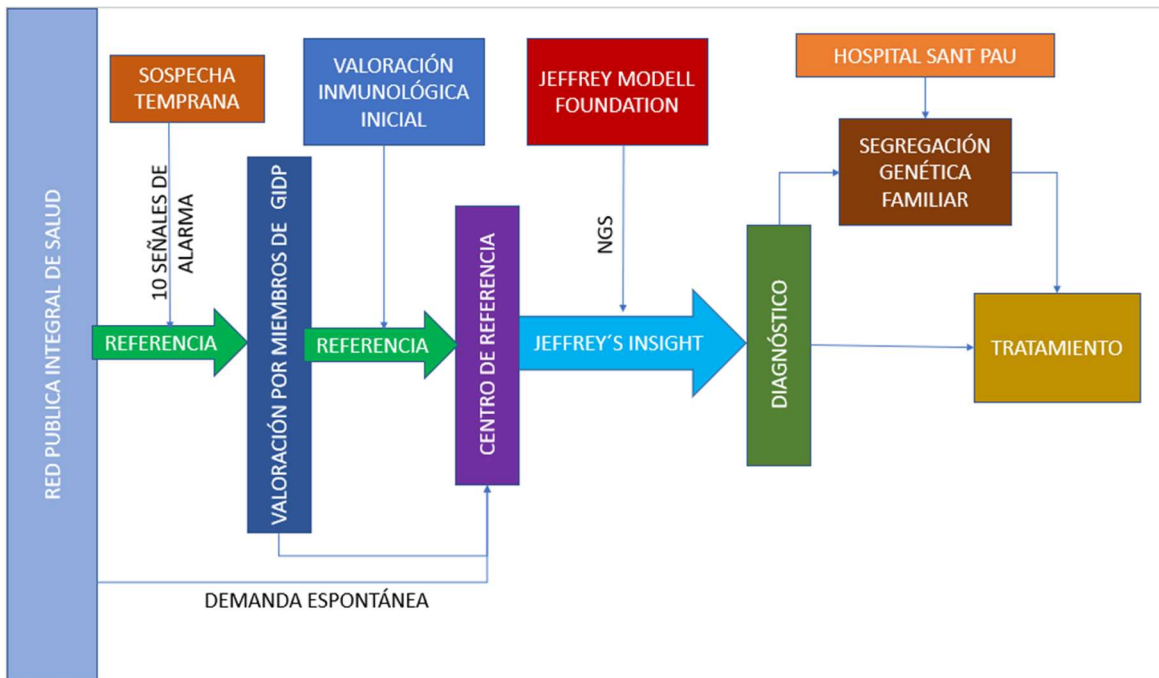 RED PUBLICA INTEGRAL DE SALUD
SOSPECHA
TEMPRANA
10 SEÑALES DE
ALARMA
REFERENCIA
VALORACIÓN POR MIEMBROS DE GIDP
VALORACIÓN
INMUNOLÓGICA
INICIAL
REFERENCIA
CENTRO DE REFERENCIA
DEMANDA ESPONTÁNEA
JEFFREY MODELL
FOUNDATION
NGS
JEFFREY´S INSIGHT
DIAGNÓSTICO
HOSPITAL SANT PAU
SEGREGACIÓN
GENÉTICA
FAMILIAR
TRATAMIENTO